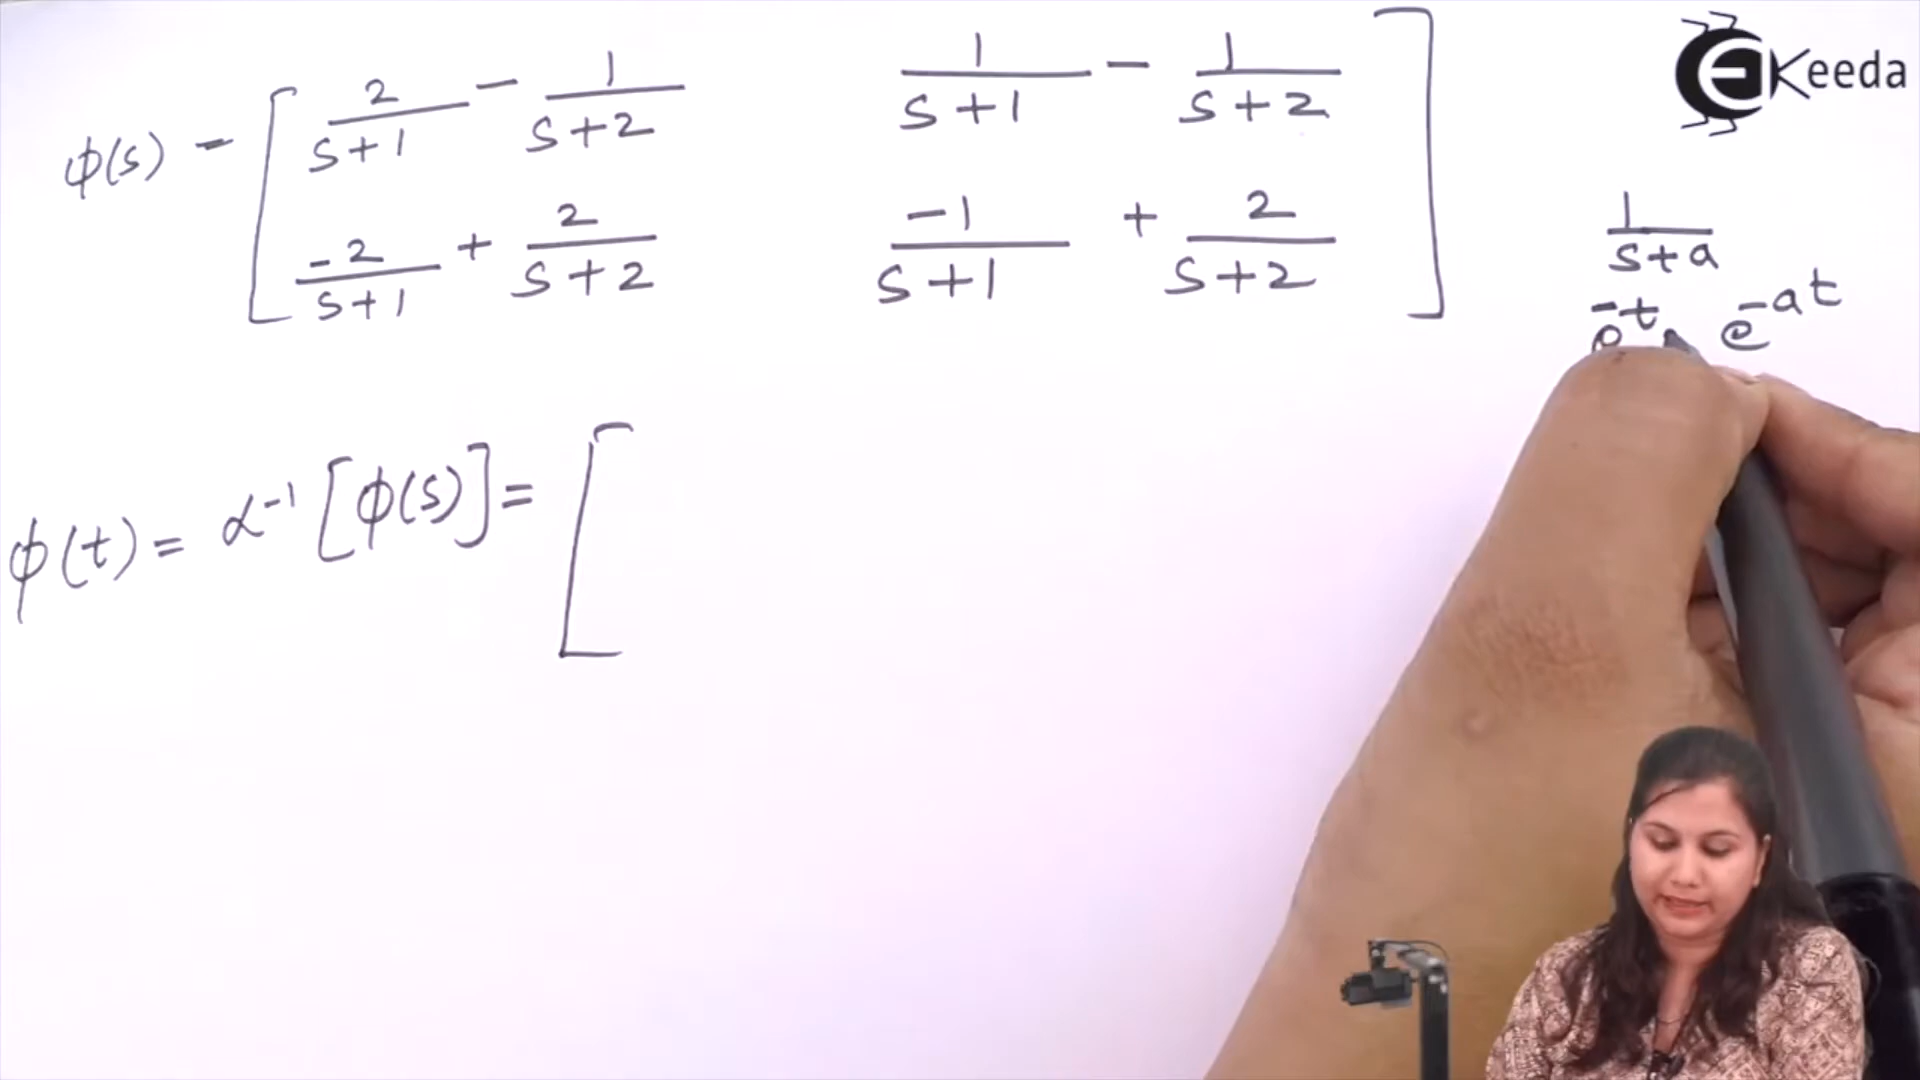 Keeda
ϕ(s) - [ 2/(s+1) - 1/(s+2)    1/(s+1) - 1/(s+2)
-2/(s+1) + 2/(s+2)    -1/(s+1) + 2/(s+2) ]
1/(s+a)
e^-t e^-at
ϕ(t) = α^-1 [ϕ(s)] = [